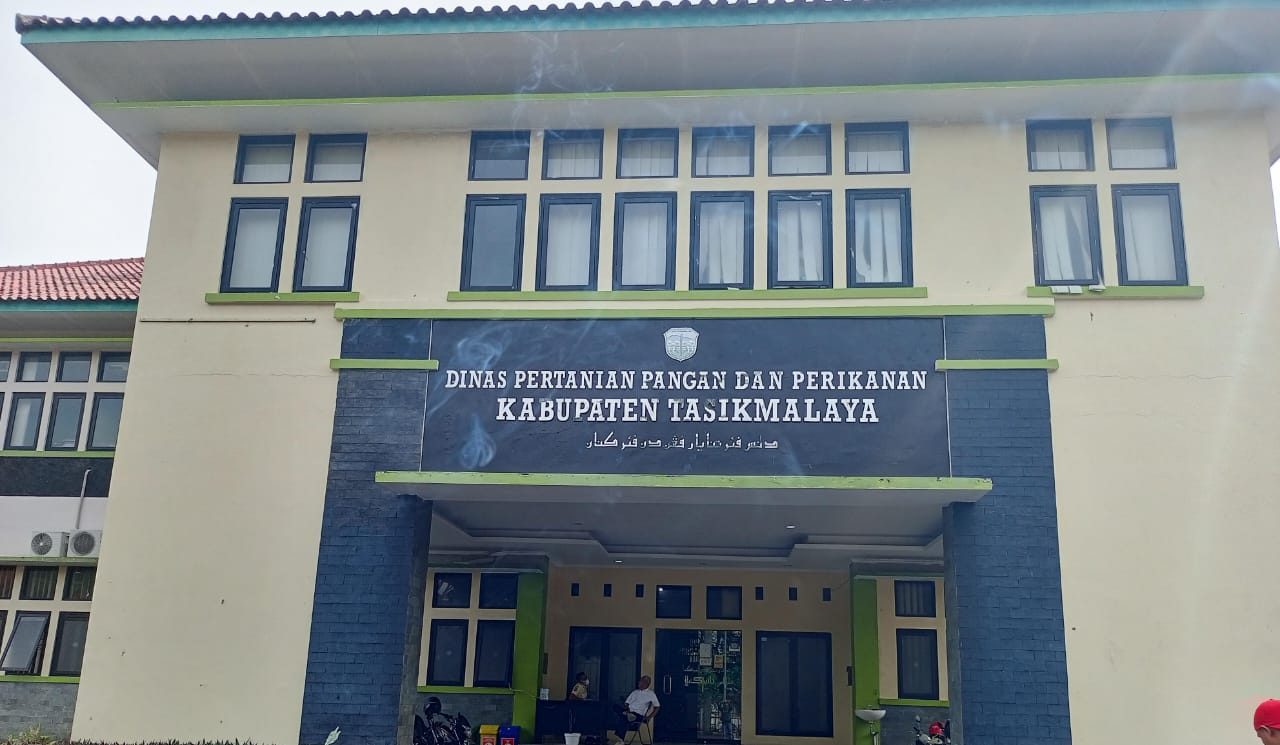 DINAS PERTANIAN PANGAN DAN PERIKANAN
KABUPATEN TASIKMALAYA